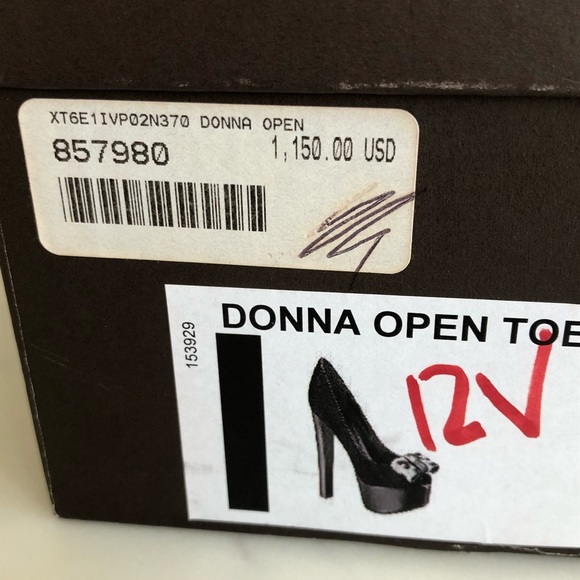 XT6E1IVP02N370 DONNA OPEN
857980 1,150.00 USD
DONNA OPEN TOE
153929
12V